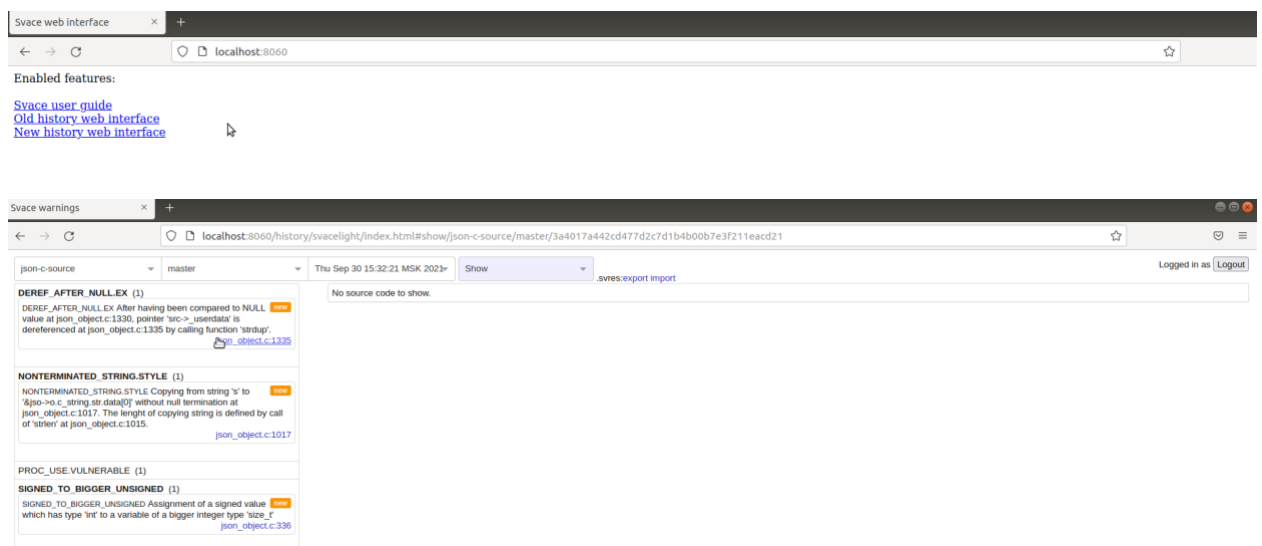 Svace web interface
localhost:8060
Enabled features:
Svace user guide
Old history web interface
New history web interface
Svace warnings
localhost:8060/history/svacelight/index.html#show/json-c-source/master/3a4017a442cd477d2c7d1b4b00b7e3f211eacd21
json-c-source master Thu Sep 30 15:32:21 MSK 2021 Show .svres:export import Logged in as Logout
DEREF_AFTER_NULL.EX (1)
No source code to show.
DEREF_AFTER_NULL.EX After having been compared to NULL new
value at json_object.c:1330, pointer 'src->_userdata' is
dereferenced at json_object.c:1335 by calling function 'strdup'.
json_object.c:1335
NONTERMINATED_STRING.STYLE (1)
NONTERMINATED_STRING.STYLE Copying from string 's' to new
'&jso->o.c_string.str.data[0]' without null termination at
json_object.c:1017. The lenght of copying string is defined by call
of 'strlen' at json_object.c:1015.
json_object.c:1017
PROC_USE.VULNERABLE (1)
SIGNED_TO_BIGGER_UNSIGNED (1)
SIGNED_TO_BIGGER_UNSIGNED Assignment of a signed value new
which has type 'int' to a variable of a bigger integer type 'size_t'
json_object.c:336